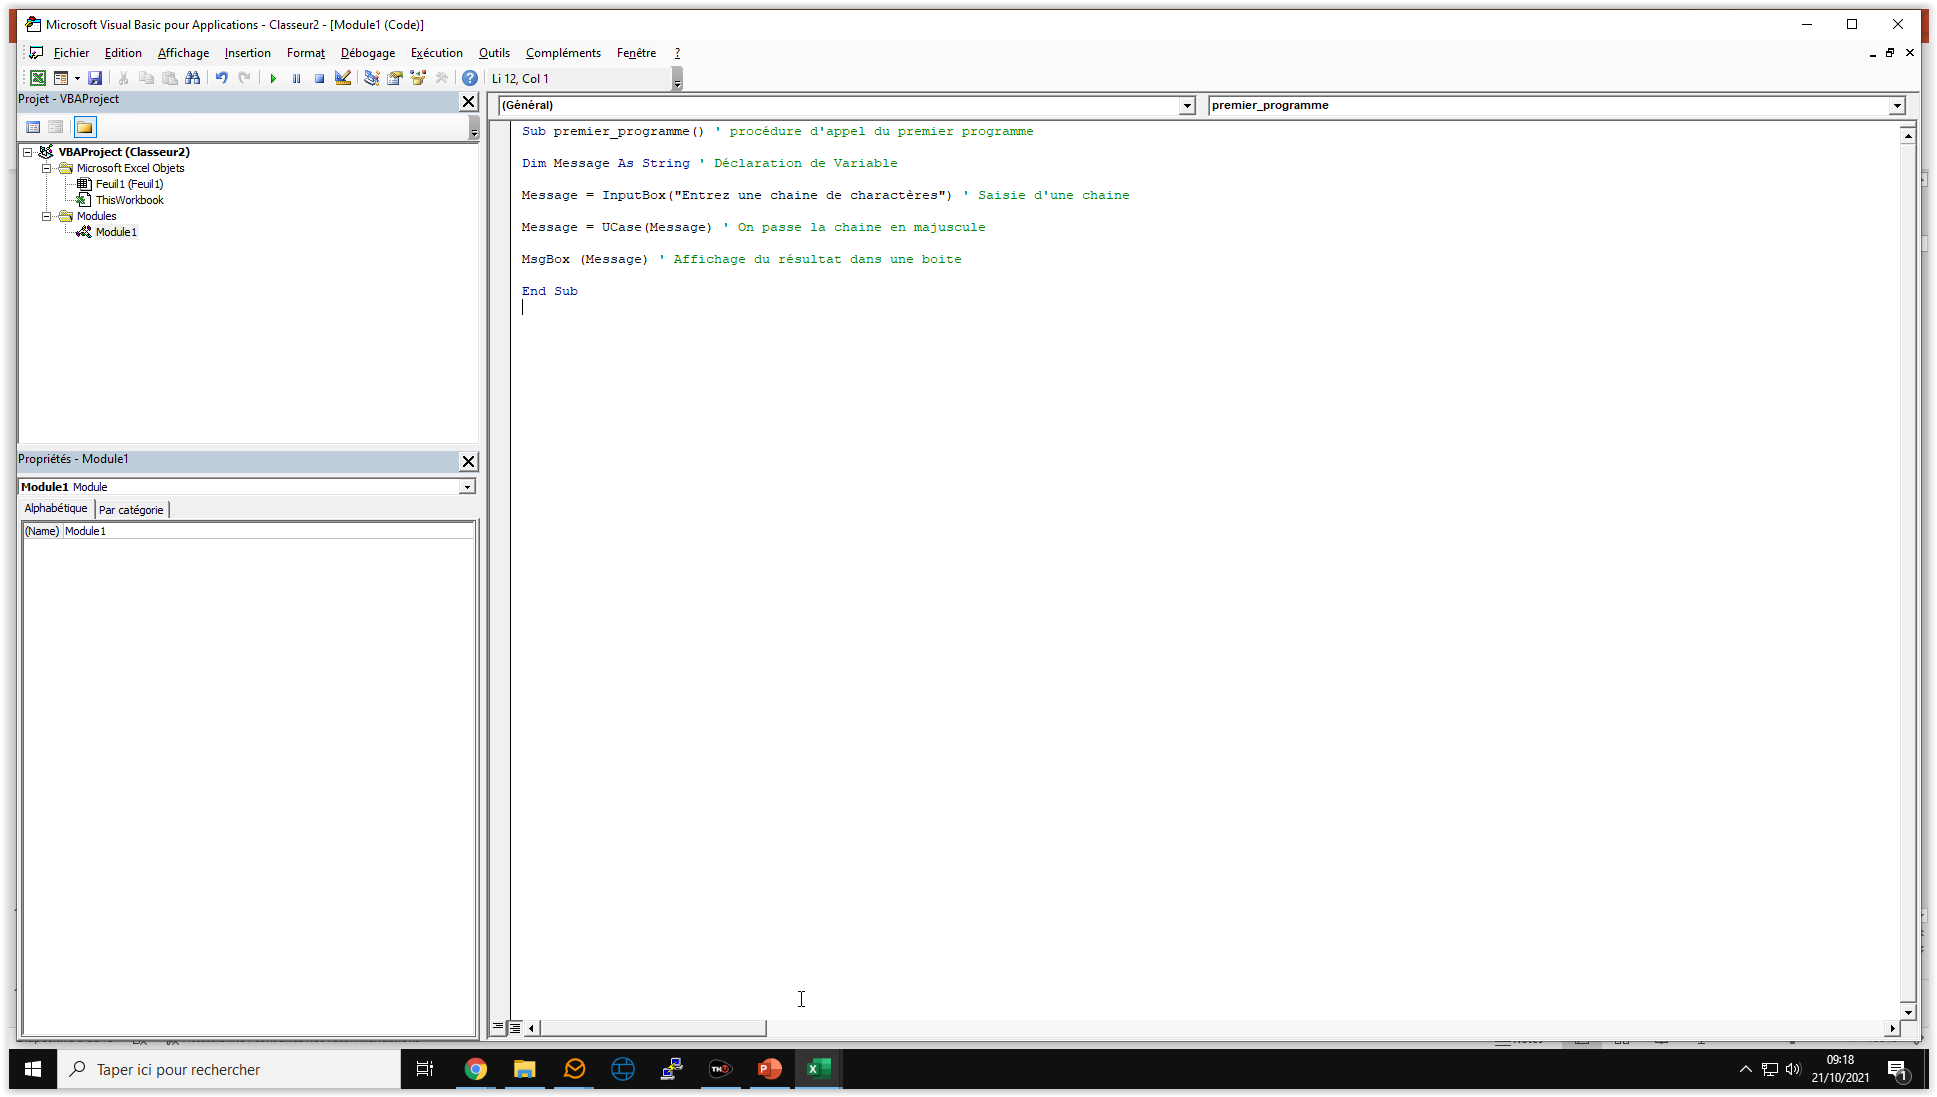 Microsoft Visual Basic pour Applications - Classeur2 - [Module1 (Code)]
Fichier Edition Affichage Insertion Format Débogage Exécution Outils Compléments Fenêtre ?
Li 12, Col 1
Projet - VBAProject
VBAProject (Classeur2)
Microsoft Excel Objets
Feuil1 (Feuil1)
ThisWorkbook
Modules
Module1
Propriétés - Module1
Module1 Module
Alphabétique Par catégorie
(Name) Module1
(Général) premier_programme
Sub premier_programme() ' procédure d'appel du premier programme
Dim Message As String ' Déclaration de Variable
Message = InputBox("Entrez une chaine de charactères") ' Saisie d'une chaine
Message = UCase(Message) ' On passe la chaine en majuscule
MsgBox (Message) ' Affichage du résultat dans une boite
End Sub
Taper ici pour rechercher
09:18
21/10/2021
1